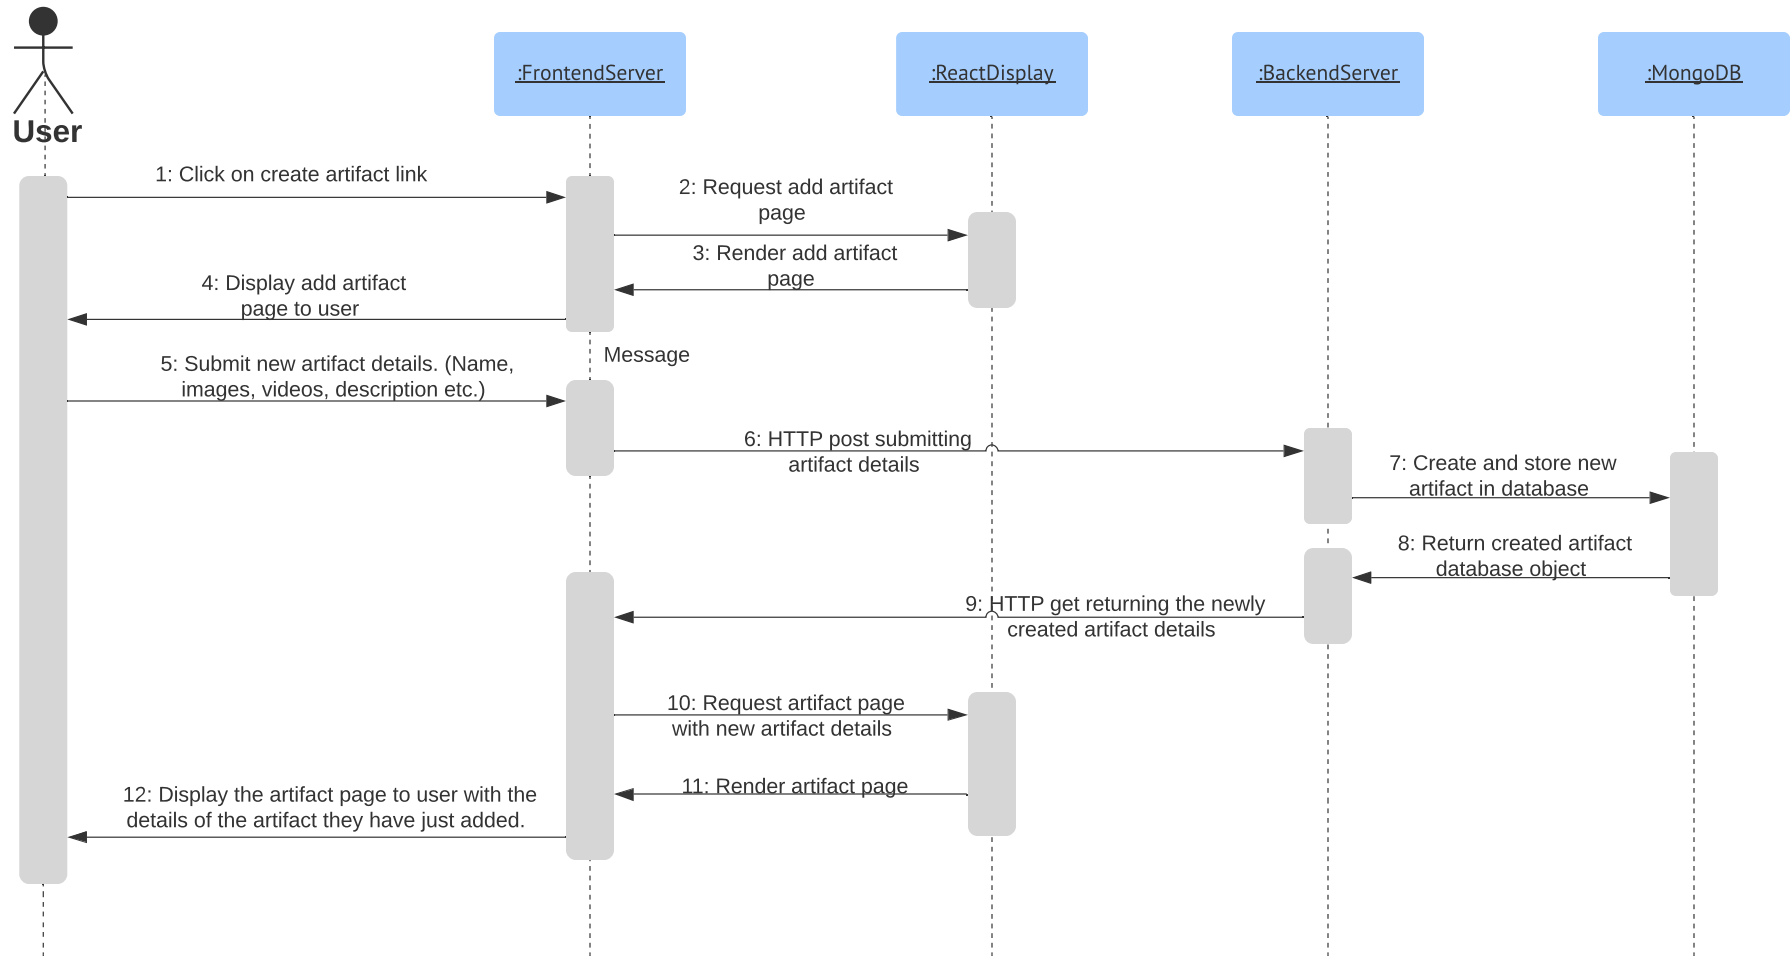 :FrontendServer
:ReactDisplay
:BackendServer
:MongoDB
User
1: Click on create artifact link
2: Request add artifact
page
3: Render add artifact
page
4: Display add artifact
page to user
Message
5: Submit new artifact details. (Name,
images, videos, description etc.)
6: HTTP post submitting
artifact details
7: Create and store new
artifact in database
8: Return created artifact
database object
9: HTTP get returning the newly
created artifact details
10: Request artifact page
with new artifact details
11: Render artifact page
12: Display the artifact page to user with the
details of the artifact they have just added.